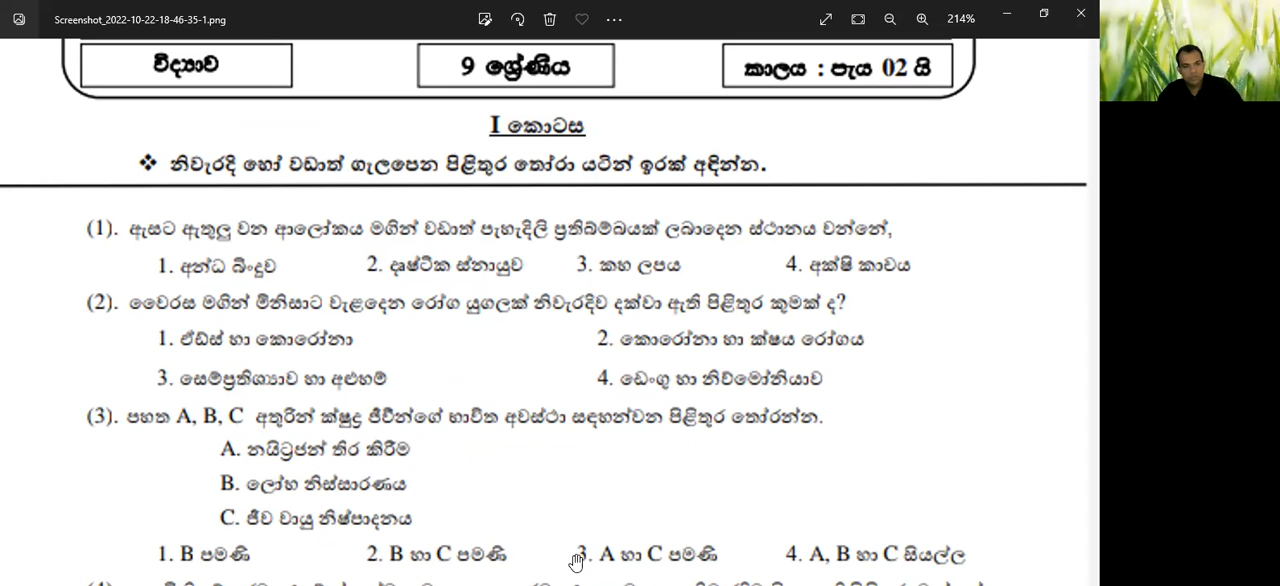 Screenshot_2022-10-22-18-46-35-1.png
214%
විද්‍යාව
9 ශ්‍රේණිය
කාලය : පැය 02 යි
I කොටස
❖ නිවැරදි හෝ වඩාත් ගැලපෙන පිළිතුර තෝරා යටින් ඉරක් අඳින්න.
(1). ඇසට ඇතුලු වන ආලෝකය මගින් වඩාත් පැහැදිලි ප්‍රතිබිම්බයක් ලබාදෙන ස්ථානය වන්නේ,
1. අන්ධ බිංදුව 2. දෘෂ්ටික ස්නායුව 3. කහ ලපය 4. අක්ෂි කාචය
(2). වෛරස මගින් මිනිසාට වැළදෙන රෝග යුගලක් නිවැරදිව දක්වා ඇති පිළිතුර කුමක් ද?
1. ඒඩ්ස් හා කොරෝනා 2. කොරෝනා හා ක්ෂය රෝගය
3. සෙම්ප්‍රතිශ්‍යාව හා අළුහම් 4. ඩෙංගු හා නිව්මෝනියාව
(3). පහත A, B, C අතුරින් ක්ෂුද්‍ර ජීවීන්ගේ භාවිත අවස්ථා සඳහන්වන පිළිතුර තෝරන්න.
A. නයිට්‍රජන් තිර කිරීම
B. ලෝහ නිස්සාරණය
C. ජීව වායු නිෂ්පාදනය
1. B පමණි 2. B හා C පමණි 3. A හා C පමණි 4. A, B හා C සියල්ල